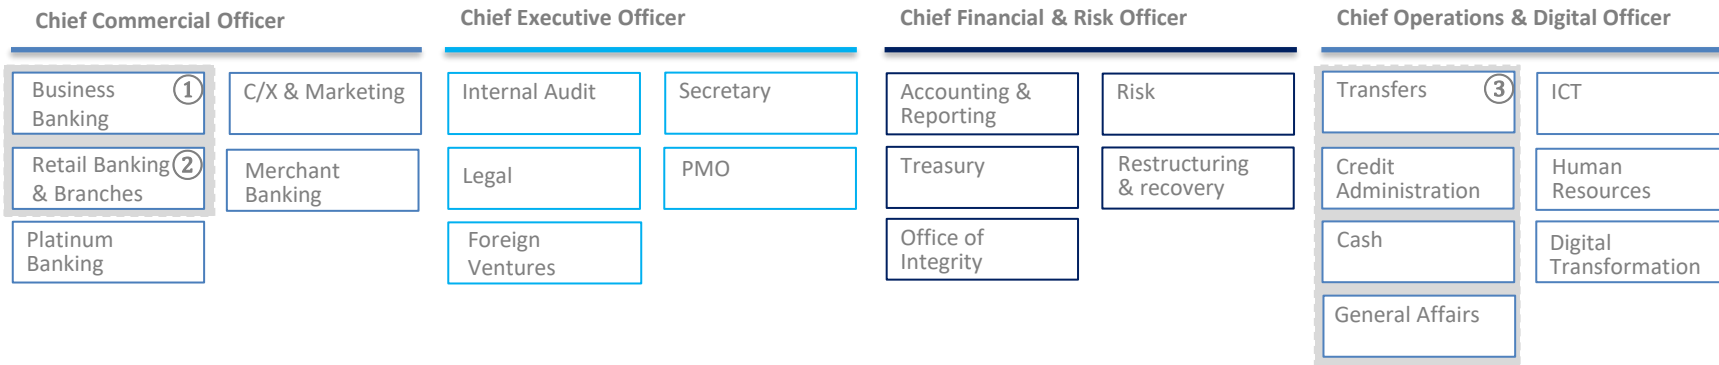 Chief Commercial Officer
Business ①
Banking
C/X & Marketing
Retail Banking ②
& Branches
Merchant
Banking
Platinum
Banking
Chief Executive Officer
Internal Audit
Secretary
Legal
PMO
Foreign
Ventures
Chief Financial & Risk Officer
Accounting &
Reporting
Risk
Treasury
Restructuring
& recovery
Office of
Integrity
Chief Operations & Digital Officer
Transfers ③
ICT
Credit
Administration
Human
Resources
Cash
Digital
Transformation
General Affairs